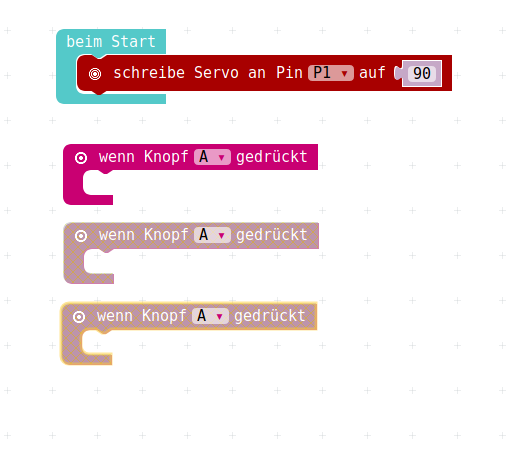 beim Start
schreibe Servo an Pin P1 auf 90
wenn Knopf A gedrückt
wenn Knopf A gedrückt
wenn Knopf A gedrückt